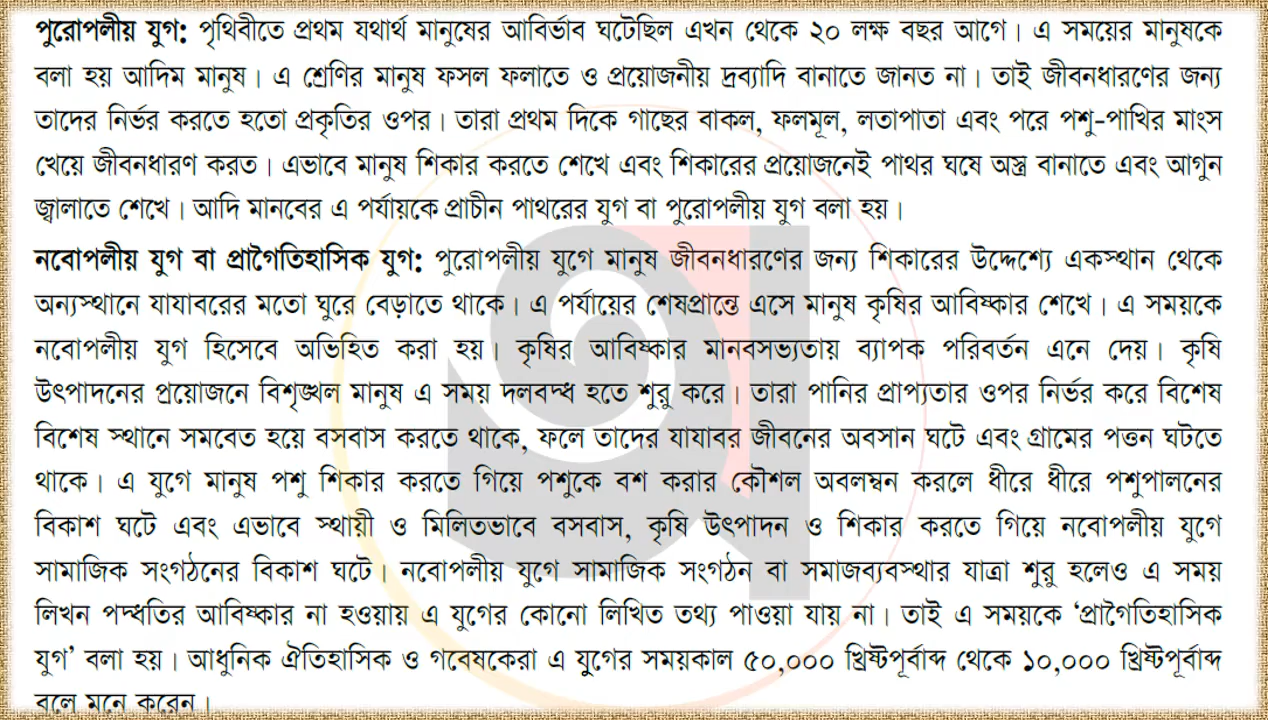 পুরোপলীয় যুগ: পৃথিবীতে প্রথম যথার্থ মানুষের আবির্ভাব ঘটেছিল এখন থেকে ২০ লক্ষ বছর আগে। এ সময়ের মানুষকে
বলা হয় আদিম মানুষ। এ শ্রেণির মানুষ ফসল ফলাতে ও প্রয়োজনীয় দ্রব্যাদি বানাতে জানত না। তাই জীবনধারণের জন্য
তাদের নির্ভর করতে হতো প্রকৃতির ওপর। তারা প্রথম দিকে গাছের বাকল, ফলমূল, লতাপাতা এবং পরে পশু-পাখির মাংস
খেয়ে জীবনধারণ করত। এভাবে মানুষ শিকার করতে শেখে এবং শিকারের প্রয়োজনেই পাথর ঘষে অস্ত্র বানাতে এবং আগুন
জ্বালাতে শেখে। আদি মানবের এ পর্যায়কে প্রাচীন পাথরের যুগ বা পুরোপলীয় যুগ বলা হয়।
নবোপলীয় যুগ বা প্রাগৈতিহাসিক যুগ: পুরোপলীয় যুগে মানুষ জীবনধারণের জন্য শিকারের উদ্দেশ্যে একস্থান থেকে
অন্যস্থানে যাযাবরের মতো ঘুরে বেড়াতে থাকে। এ পর্যায়ের শেষপ্রান্তে এসে মানুষ কৃষির আবিষ্কার শেখে। এ সময়কে
নবোপলীয় যুগ হিসেবে অভিহিত করা হয়। কৃষির আবিষ্কার মানবসভ্যতায় ব্যাপক পরিবর্তন এনে দেয়। কৃষি
উৎপাদনের প্রয়োজনে বিশৃঙ্খল মানুষ এ সময় দলবদ্ধ হতে শুরু করে। তারা পানির প্রাপ্যতার ওপর নির্ভর করে বিশেষ
বিশেষ স্থানে সমবেত হয়ে বসবাস করতে থাকে, ফলে তাদের যাযাবর জীবনের অবসান ঘটে এবং গ্রামের পত্তন ঘটতে
থাকে। এ যুগে মানুষ পশু শিকার করতে গিয়ে পশুকে বশ করার কৌশল অবলম্বন করলে ধীরে ধীরে পশুপালনের
বিকাশ ঘটে এবং এভাবে স্থায়ী ও মিলিতভাবে বসবাস, কৃষি উৎপাদন ও শিকার করতে গিয়ে নবোপলীয় যুগে
সামাজিক সংগঠনের বিকাশ ঘটে। নবোপলীয় যুগে সামাজিক সংগঠন বা সমাজব্যবস্থার যাত্রা শুরু হলেও এ সময়
লিখন পদ্ধতির আবিষ্কার না হওয়ায় এ যুগের কোনো লিখিত তথ্য পাওয়া যায় না। তাই এ সময়কে ‘প্রাগৈতিহাসিক
যুগ’ বলা হয়। আধুনিক ঐতিহাসিক ও গবেষকেরা এ যুগের সময়কাল ৫০,০০০ খ্রিষ্টপূর্বাব্দ থেকে ১০,০০০ খ্রিষ্টপূর্বাব্দ
বলে মনে করেন।